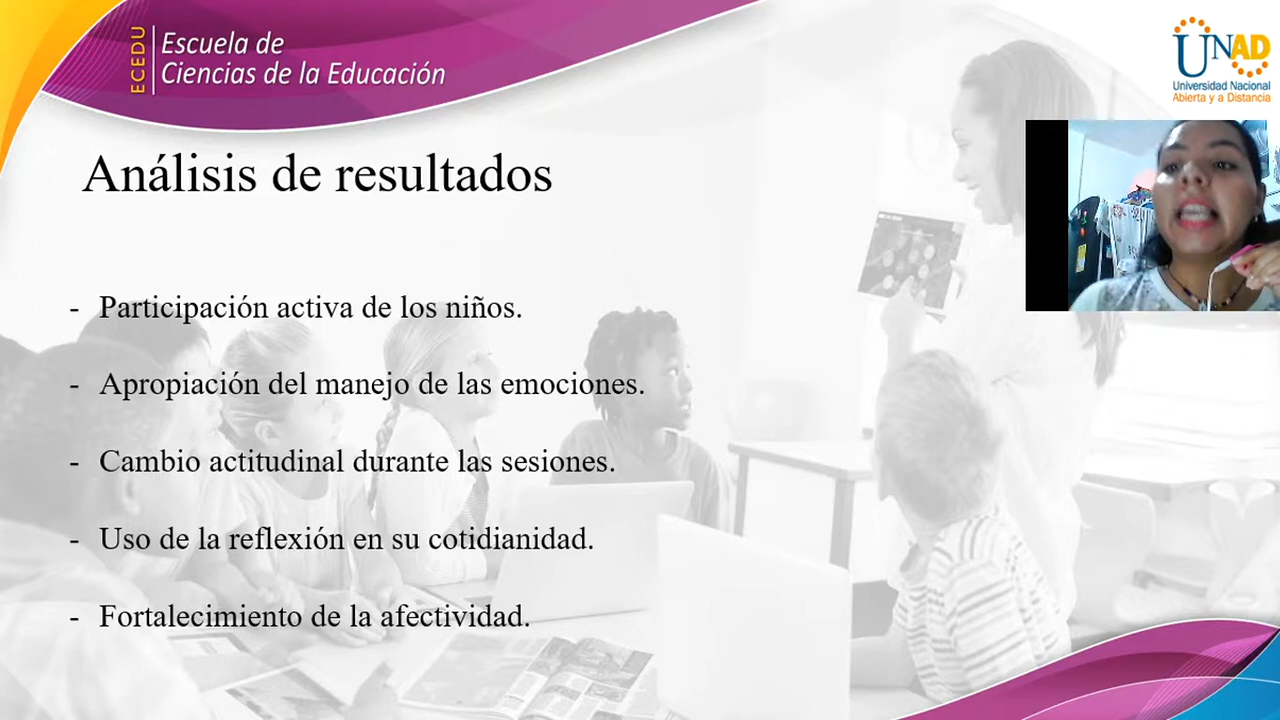 ECEDU
Escuela de
Ciencias de la Educación
UNAD
Universidad Nacional
Abierta y a Distancia
Análisis de resultados
- Participación activa de los niños.
- Apropiación del manejo de las emociones.
- Cambio actitudinal durante las sesiones.
- Uso de la reflexión en su cotidianidad.
- Fortalecimiento de la afectividad.